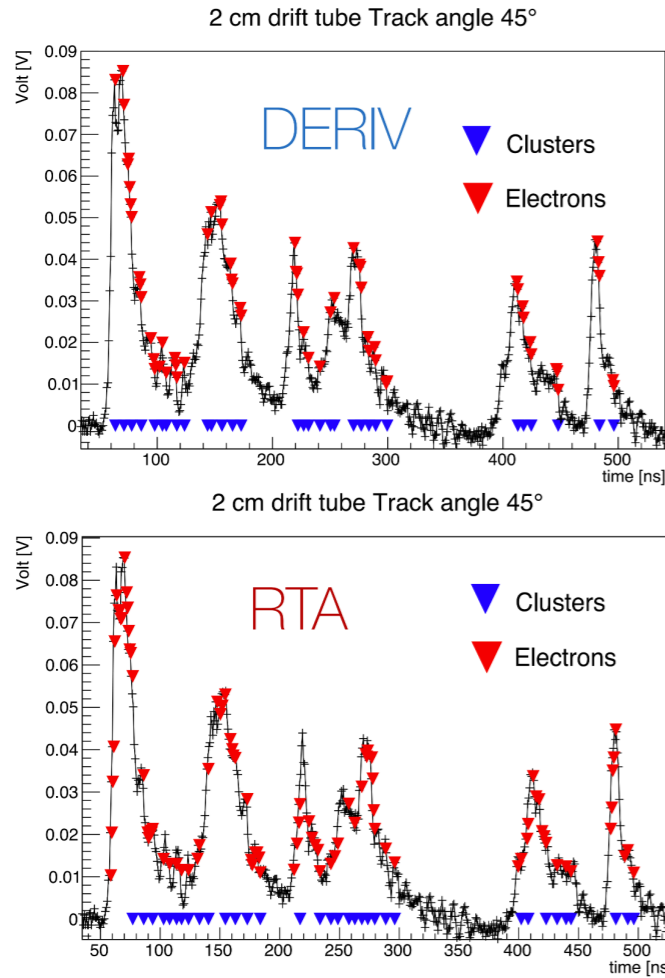 2 cm drift tube Track angle 45°
Volt [V]
0.09
0.08
0.07
0.06
0.05
0.04
0.03
0.02
0.01
0
DERIV
Clusters
Electrons
100 200 300 400 500
time [ns]
2 cm drift tube Track angle 45°
Volt [V]
0.09
0.08
0.07
0.06
0.05
0.04
0.03
0.02
0.01
0
RTA
Clusters
Electrons
50 100 150 200 250 300 350 400 450 500
time [ns